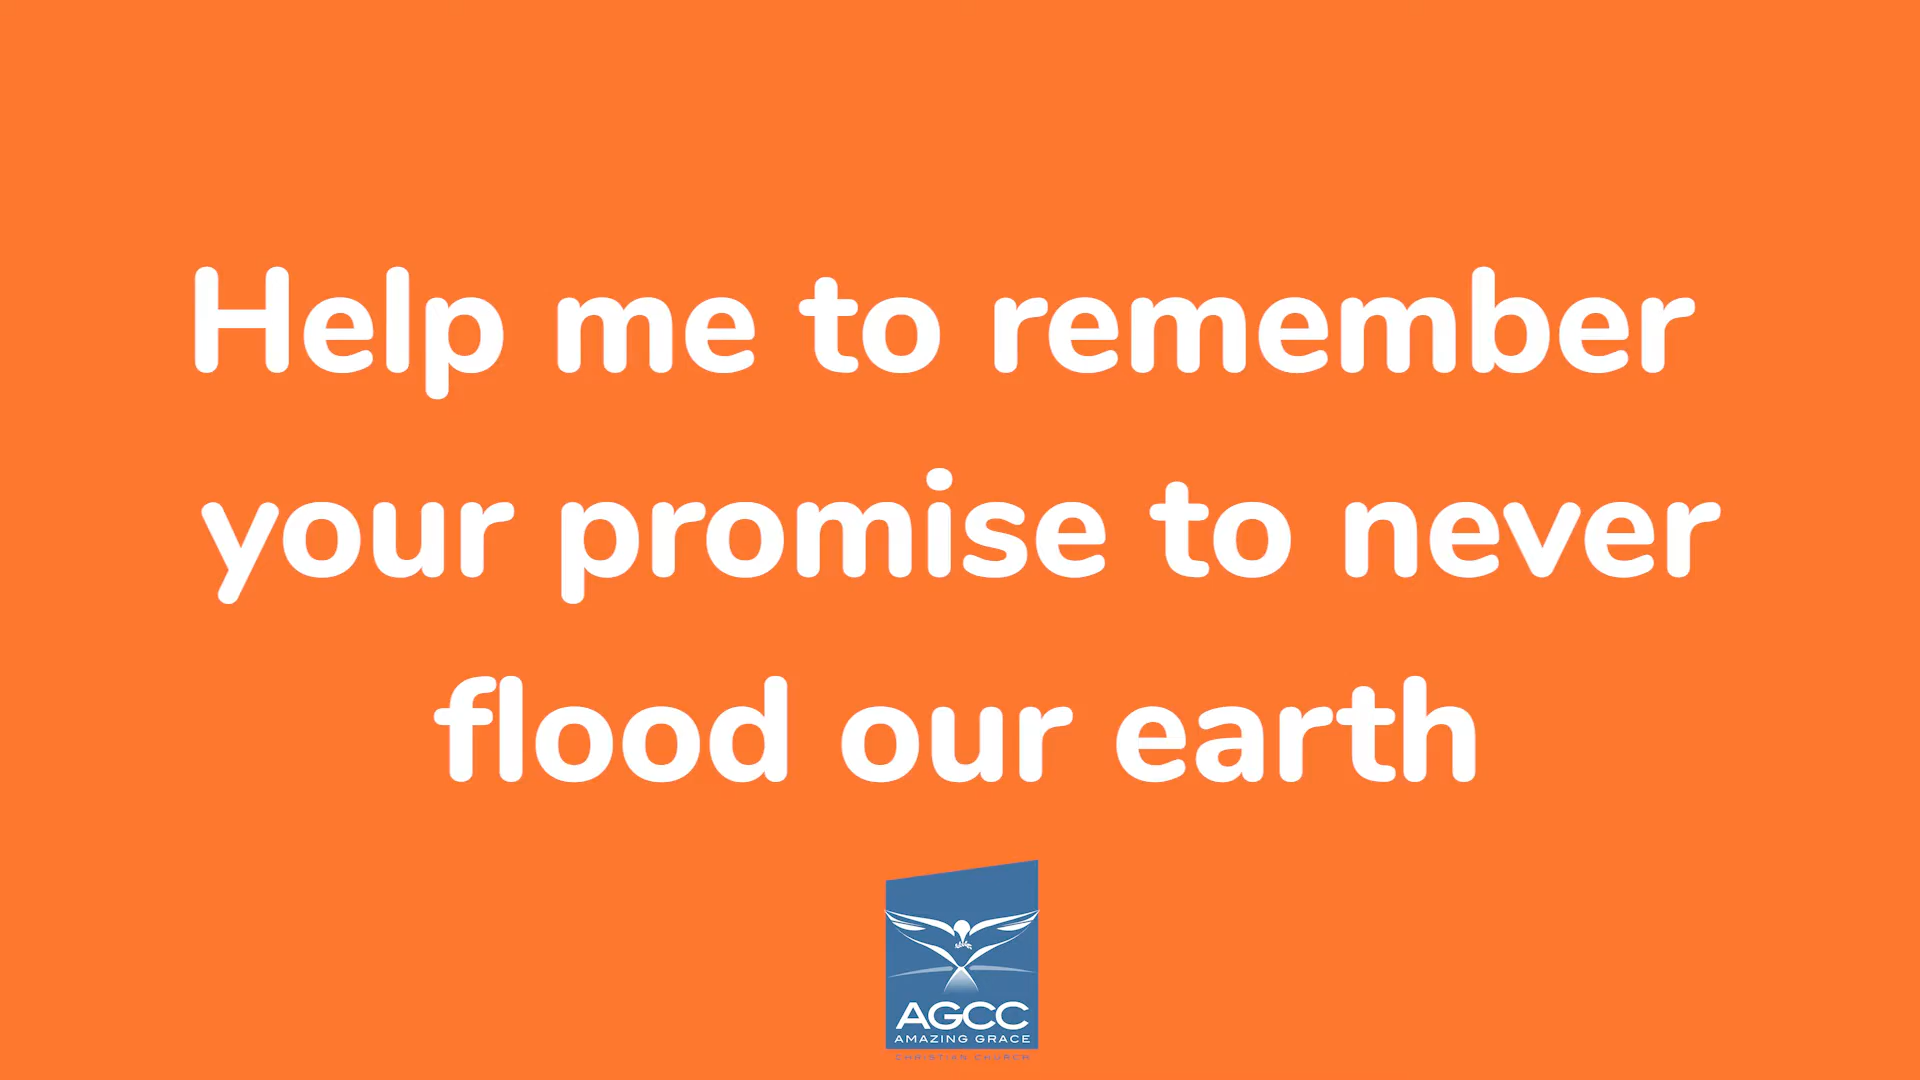 Help me to remember
your promise to never
flood our earth
AGCC
AMAZING GRACE
CHRISTIAN CHURCH